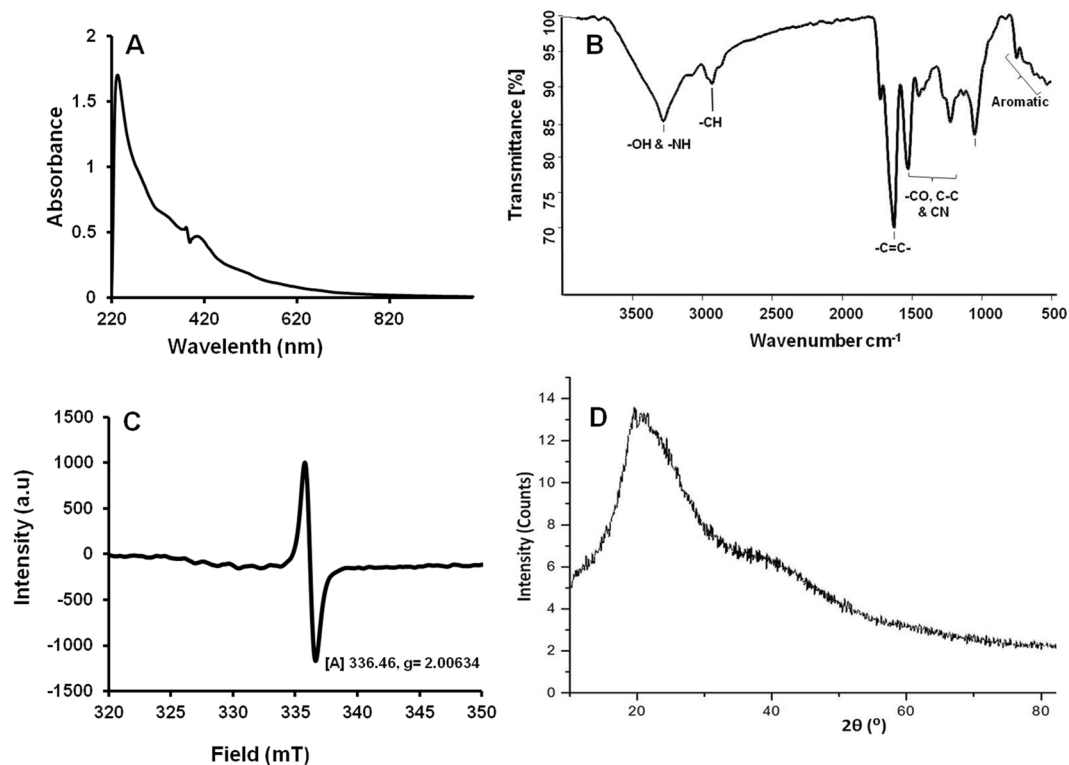 A
2
1.5
1
0.5
0
Absorbance
220
420
620
820
Wavelenth (nm)
B
100
95
90
85
80
75
70
Transmittance [%]
-OH & -NH
-CH
-C=C-
-CO, C-C
& CN
Aromatic
3500
3000
2500
2000
1500
1000
500
Wavenumber cm-1
C
1500
1000
500
0
-500
-1000
-1500
Intensity (a.u)
[A] 336.46, g= 2.00634
320
330
335
340
345
350
Field (mT)
D
14
12
10
8
6
4
2
0
Intensity (Counts)
20
40
60
80
2θ (º)